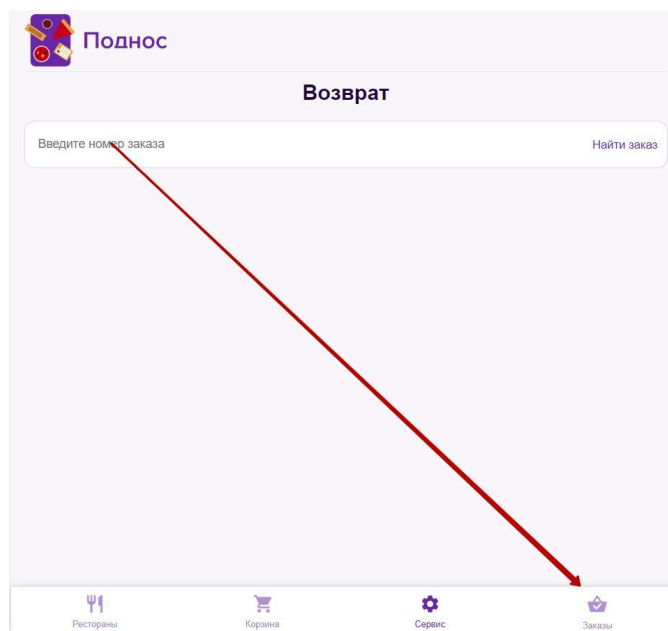 Поднос
Возврат
Введите номер заказа
Найти заказ
Рестораны
Корзина
Сервис
Заказы